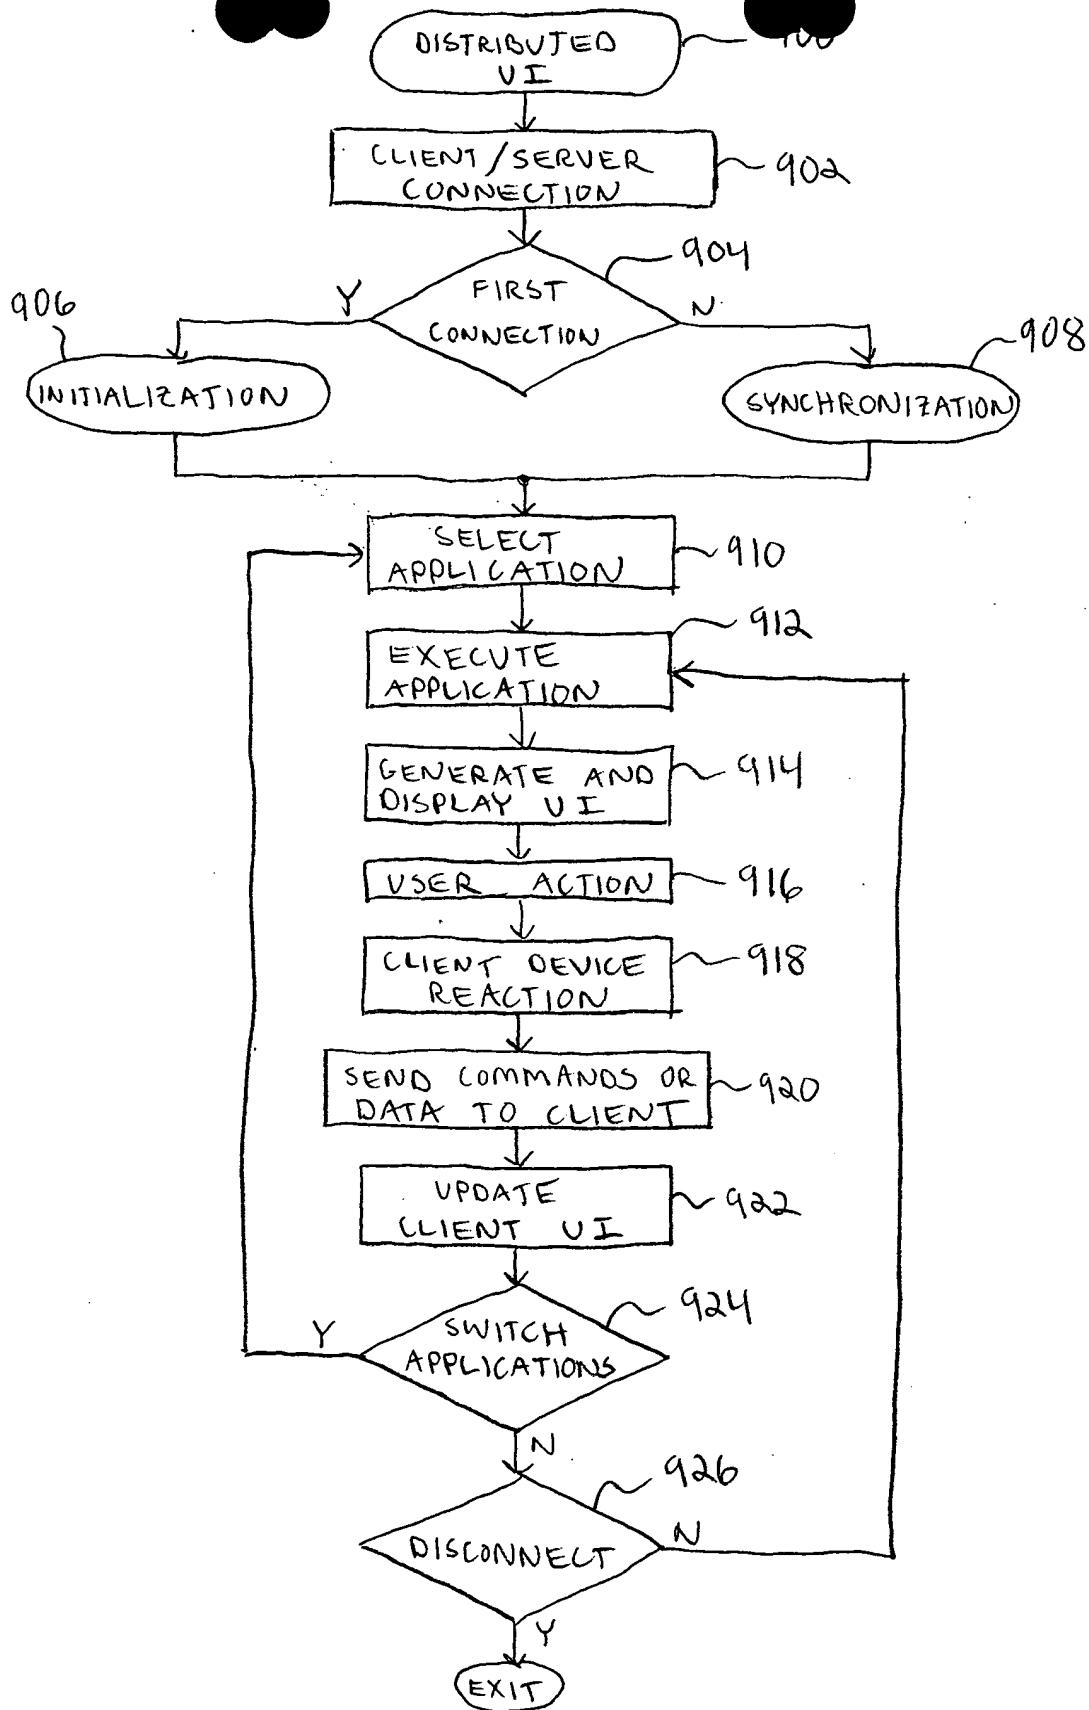 DISTRIBUTED
UI
CLIENT/SERVER
CONNECTION
902
904
FIRST
CONNECTION
Y
N
906
INITIALIZATION
908
SYNCHRONIZATION
SELECT
APPLICATION
910
912
EXECUTE
APPLICATION
GENERATE AND
DISPLAY UI
914
USER ACTION
916
CLIENT DEVICE
REACTION
918
SEND COMMANDS OR
DATA TO CLIENT
920
UPDATE
CLIENT UI
922
924
SWITCH
APPLICATIONS
Y
N
926
DISCONNECT
N
Y
EXIT